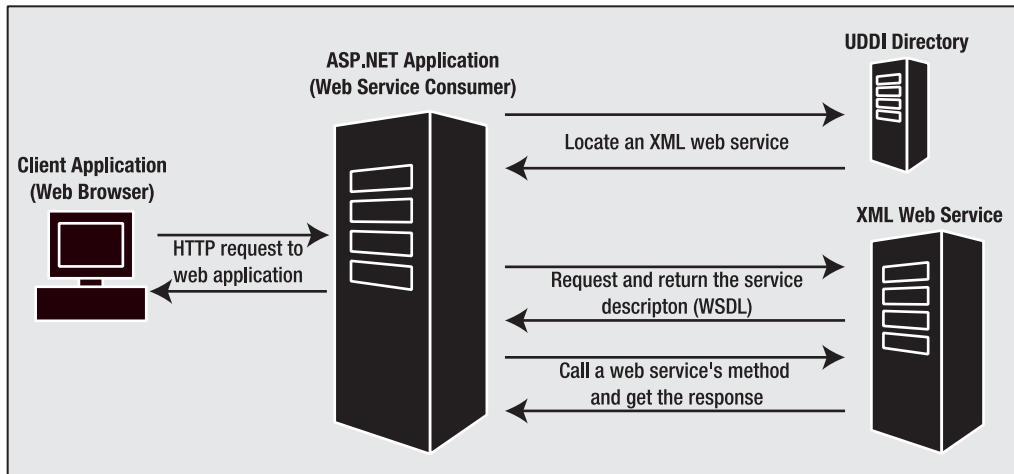 UDDI Directory
ASP.NET Application
(Web Service Consumer)
Locate an XML web service
Client Application
(Web Browser)
XML Web Service
HTTP request to
web application
Request and return the service
descripton (WSDL)
Call a web service's method
and get the response